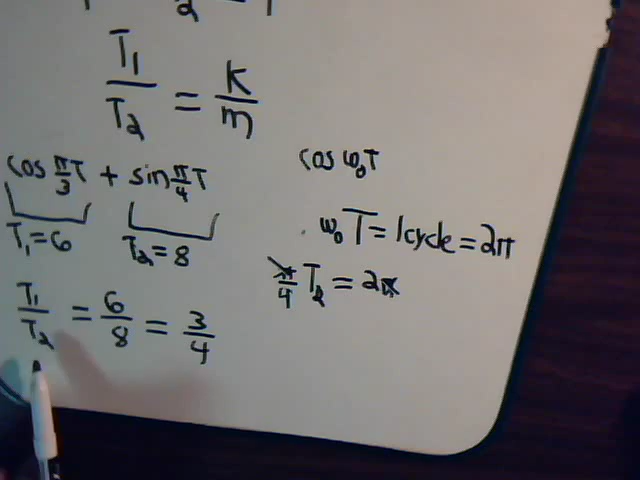 T1/T2 = K/m
cos π/3 T + sin π/4 T
T1=6 T2=8
T1/T2 = 6/8 = 3/4
cos ω0T
ω0T = 1cycle = 2π
π/4 T2 = 2π